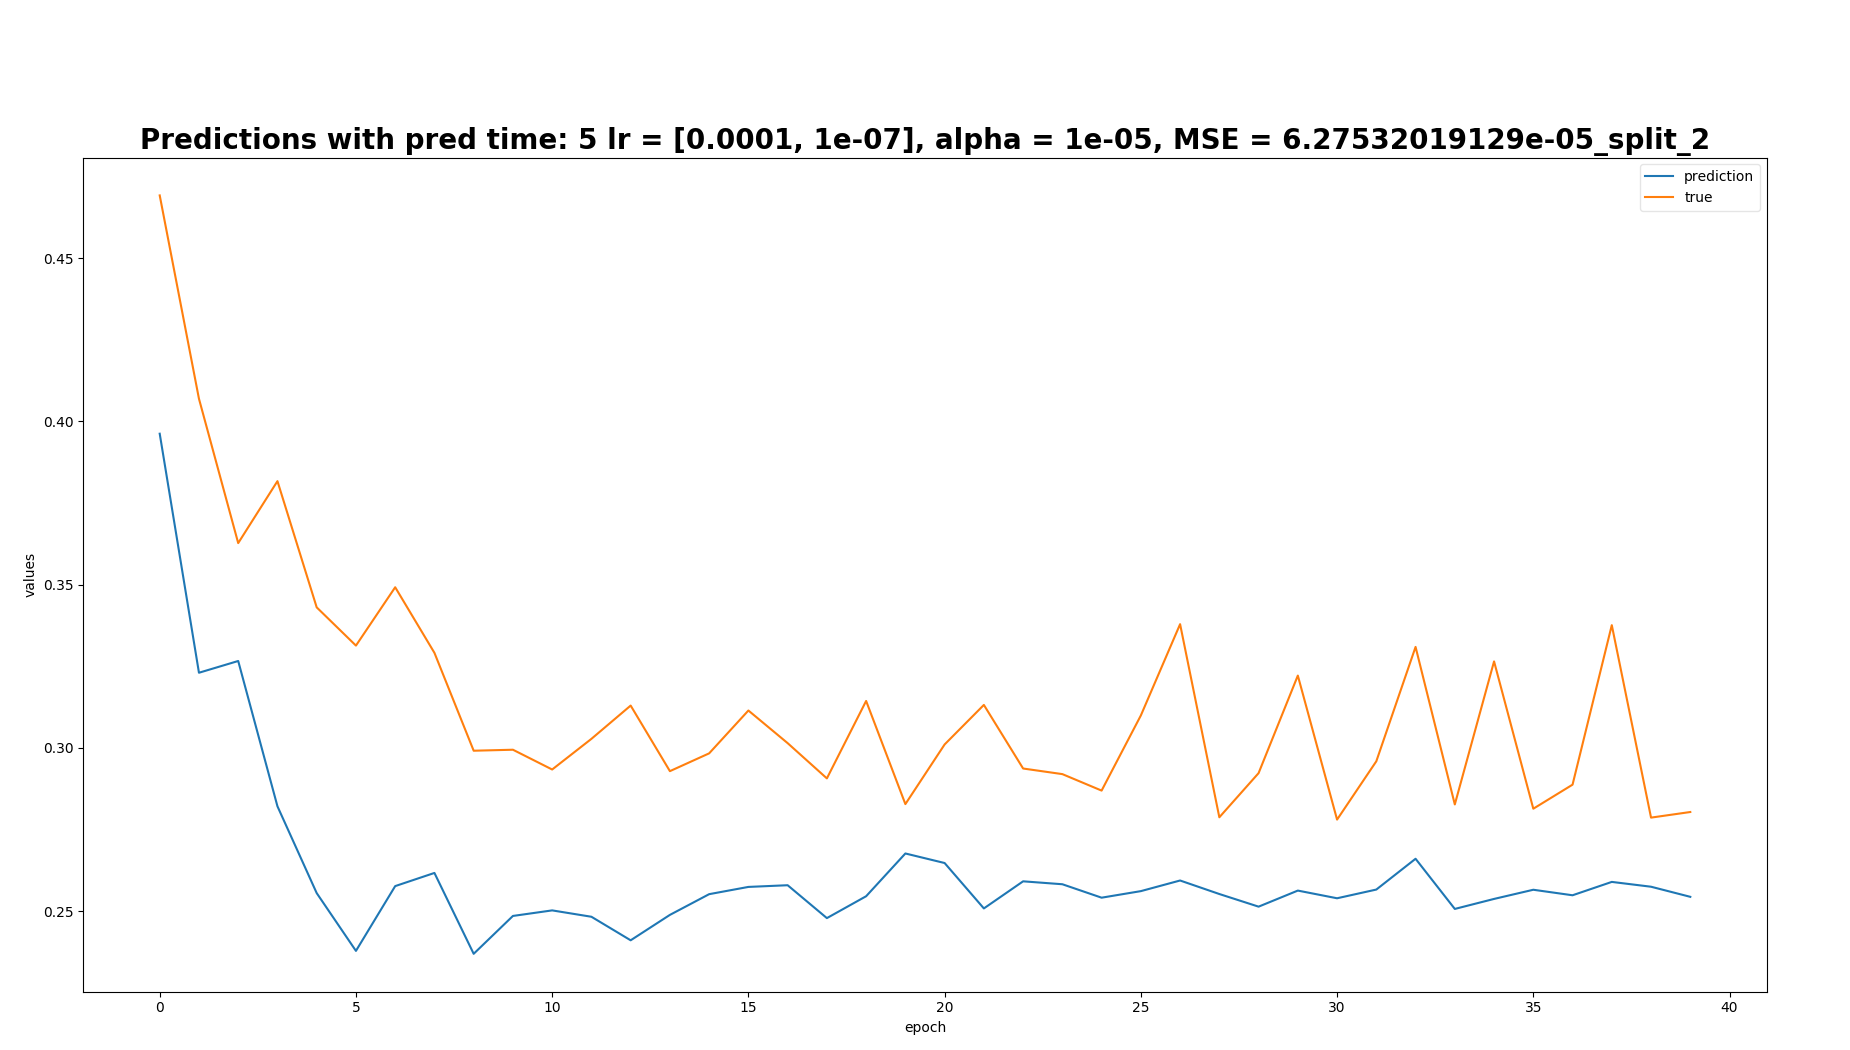 Predictions with pred time: 5 lr = [0.0001, 1e-07], alpha = 1e-05, MSE = 6.27532019129e-05_split_2
prediction
true
0.45
0.40
0.35
0.30
0.25
values
0 5 10 15 20 25 30 35 40
epoch